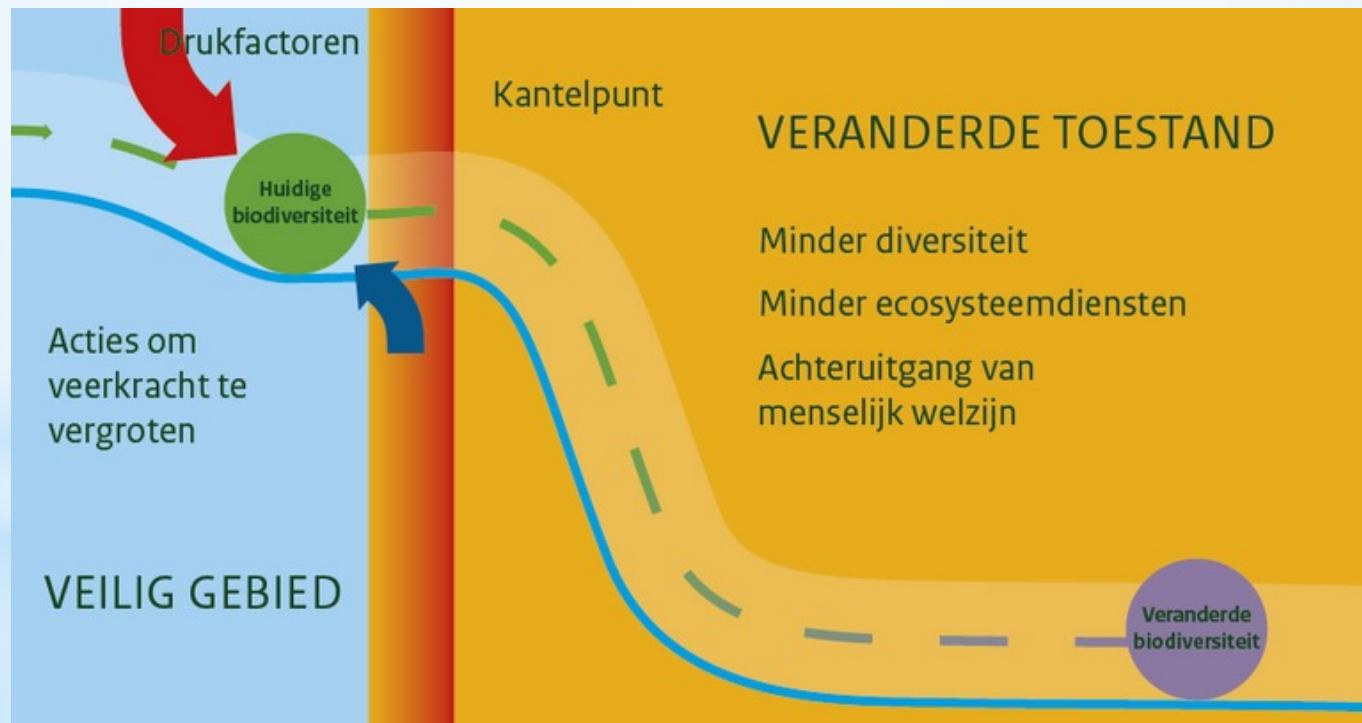 Drukfactoren
Kantelpunt
VERANDERDE TOESTAND
Huidige
biodiversiteit
Minder diversiteit
Minder ecosysteemdiensten
Achteruitgang van
menselijk welzijn
Acties om
veerkracht te
vergroten
VEILIG GEBIED
Veranderde
biodiversiteit